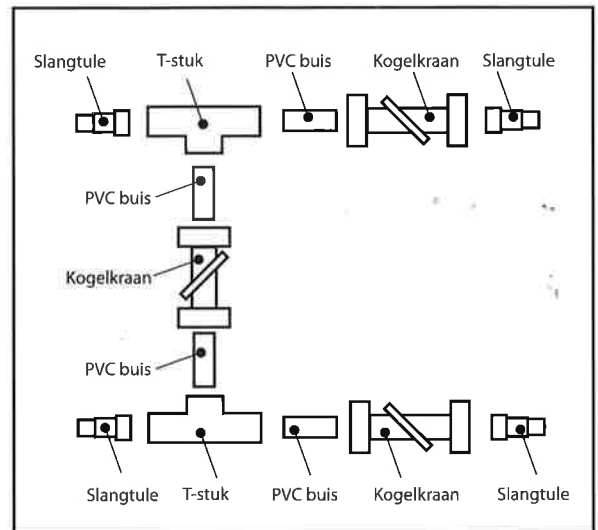 Slangtule T-stuk PVC buis Kogelkraan Slangtule
PVC buis
Kogelkraan
PVC buis
Slangtule T-stuk PVC buis Kogelkraan Slangtule